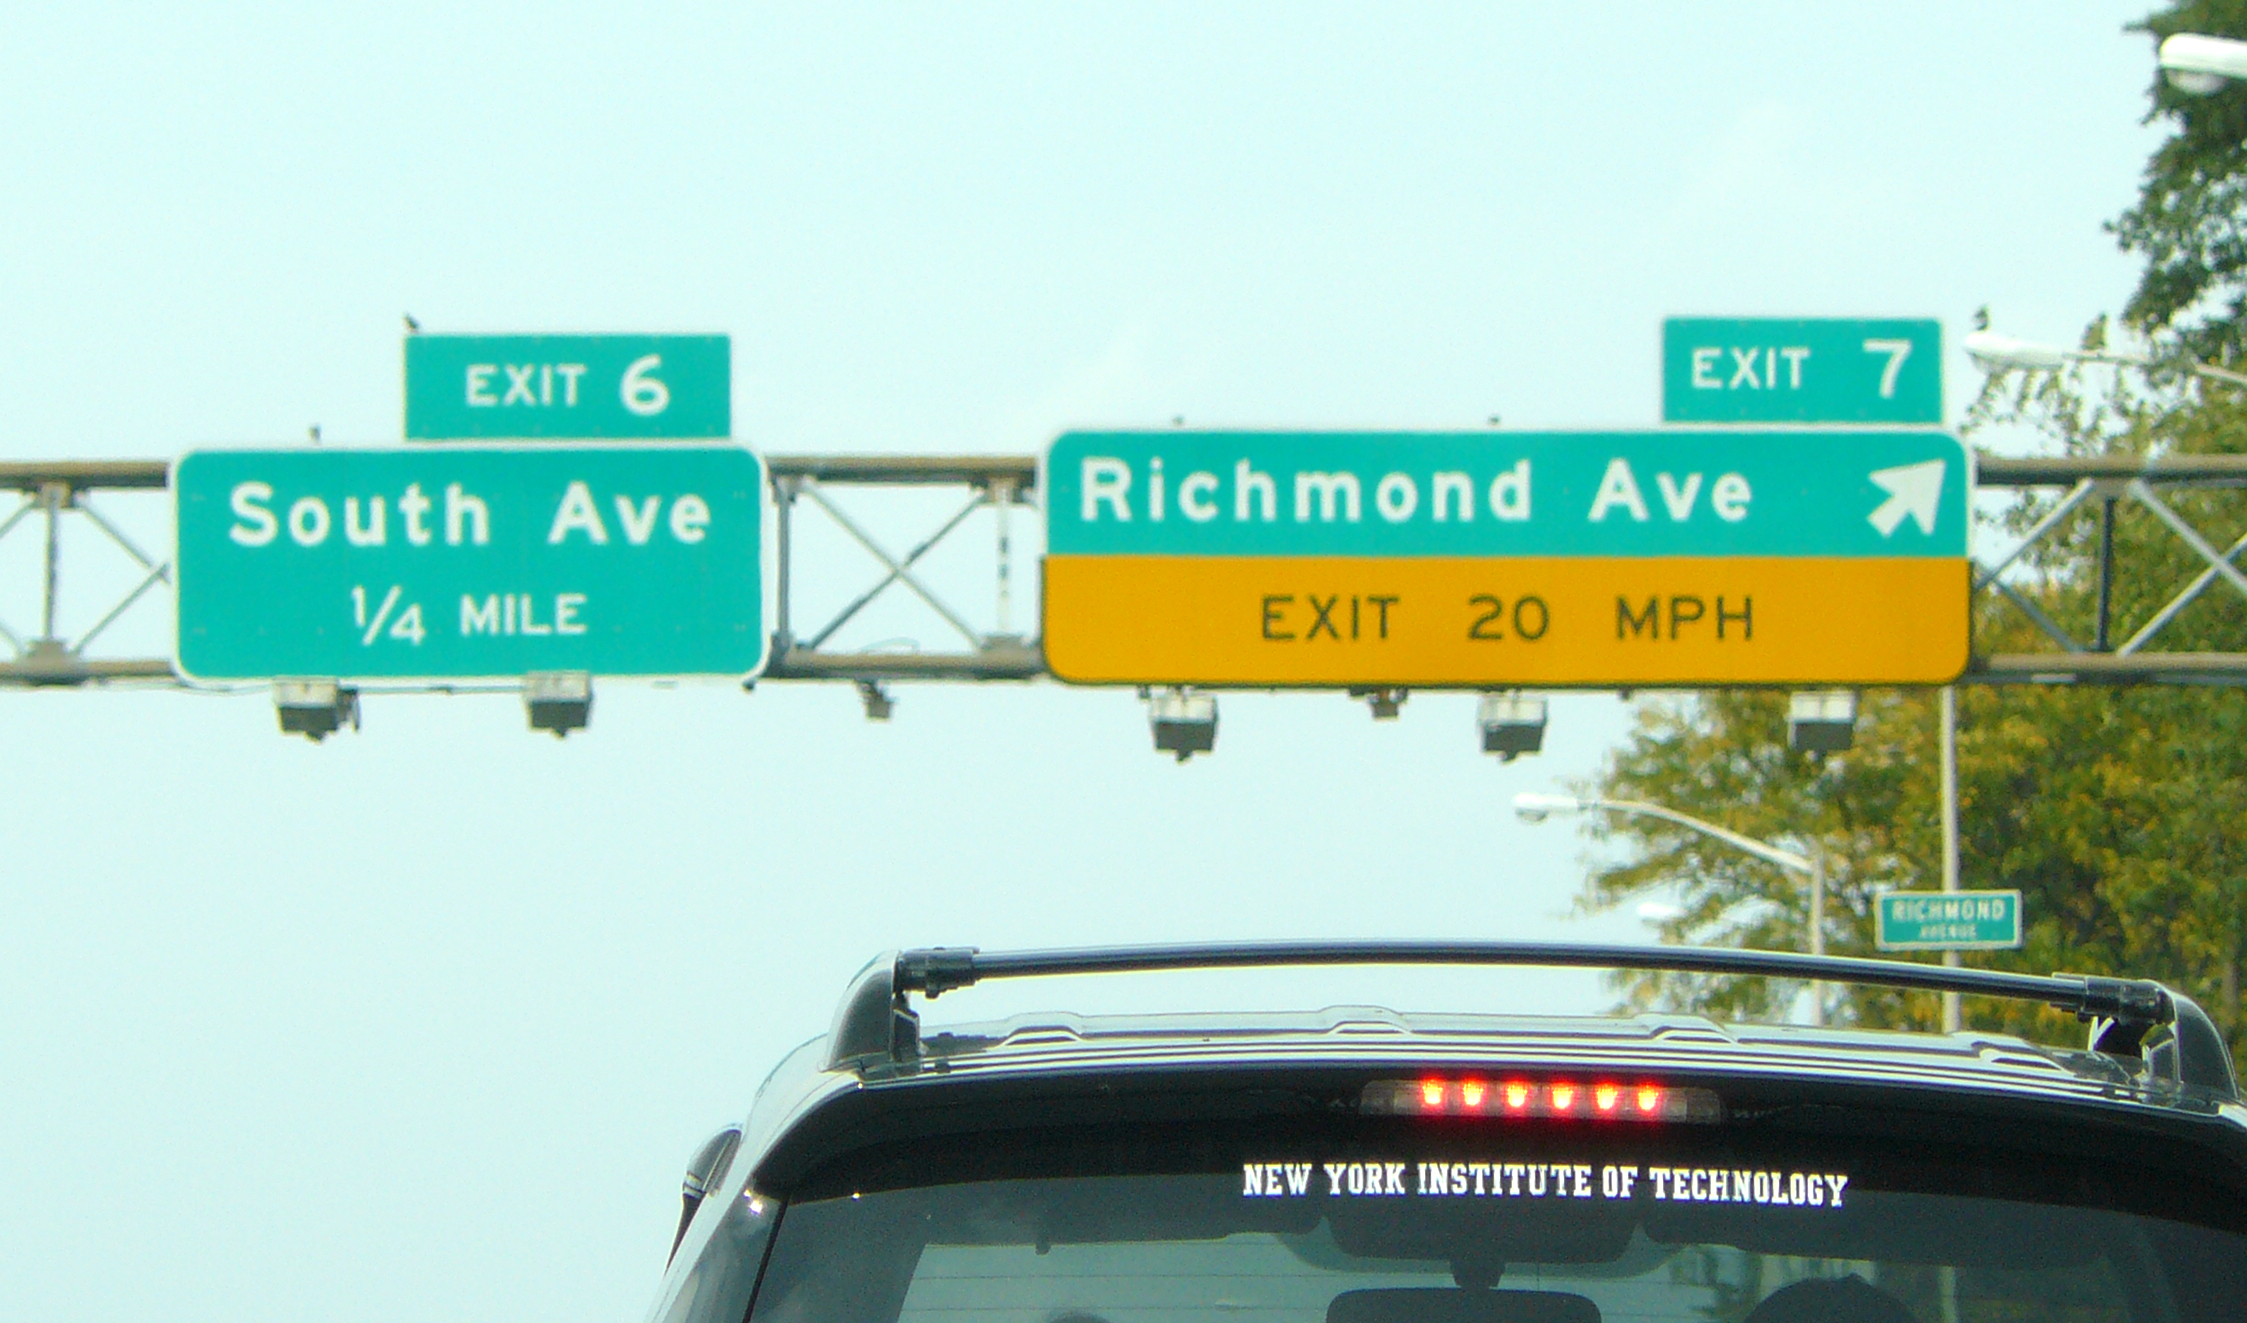 EXIT 6
South Ave
1/4 MILE
EXIT 7
Richmond Ave
EXIT 20 MPH
RICHMOND
AVENUE
NEW YORK INSTITUTE OF TECHNOLOGY